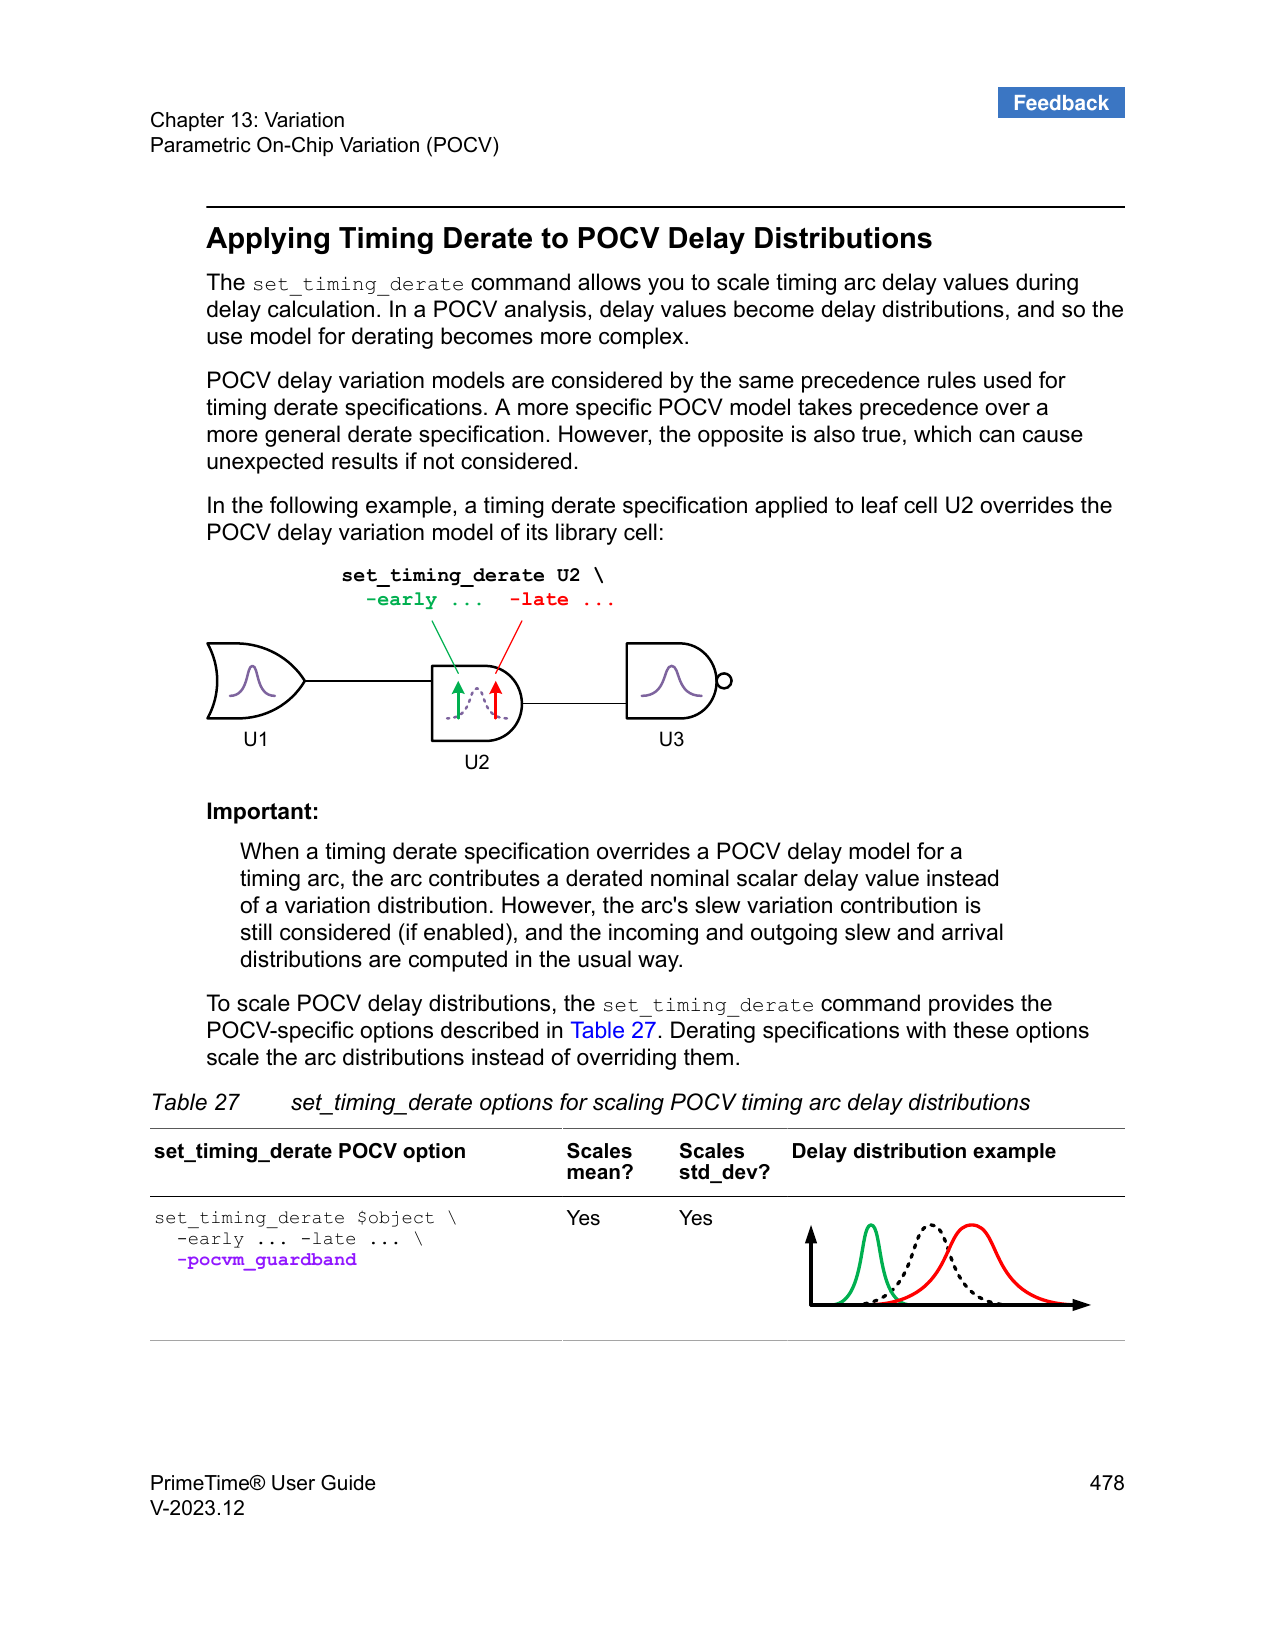 Feedback
Chapter 13: Variation
Parametric On-Chip Variation (POCV)
Applying Timing Derate to POCV Delay Distributions
The set_timing_derate command allows you to scale timing arc delay values during
delay calculation. In a POCV analysis, delay values become delay distributions, and so the
use model for derating becomes more complex.
POCV delay variation models are considered by the same precedence rules used for
timing derate specifications. A more specific POCV model takes precedence over a
more general derate specification. However, the opposite is also true, which can cause
unexpected results if not considered.
In the following example, a timing derate specification applied to leaf cell U2 overrides the
POCV delay variation model of its library cell:
set_timing_derate U2 \
-early ... -late ...
U1
U2
U3
Important:
When a timing derate specification overrides a POCV delay model for a
timing arc, the arc contributes a derated nominal scalar delay value instead
of a variation distribution. However, the arc's slew variation contribution is
still considered (if enabled), and the incoming and outgoing slew and arrival
distributions are computed in the usual way.
To scale POCV delay distributions, the set_timing_derate command provides the
POCV-specific options described in Table 27. Derating specifications with these options
scale the arc distributions instead of overriding them.
Table 27 set_timing_derate options for scaling POCV timing arc delay distributions
set_timing_derate POCV option Scales Scales Delay distribution example
mean? std_dev?
set_timing_derate $object \ Yes Yes
-early ... -late ... \
-pocvm_guardband
PrimeTime® User Guide 478
V-2023.12